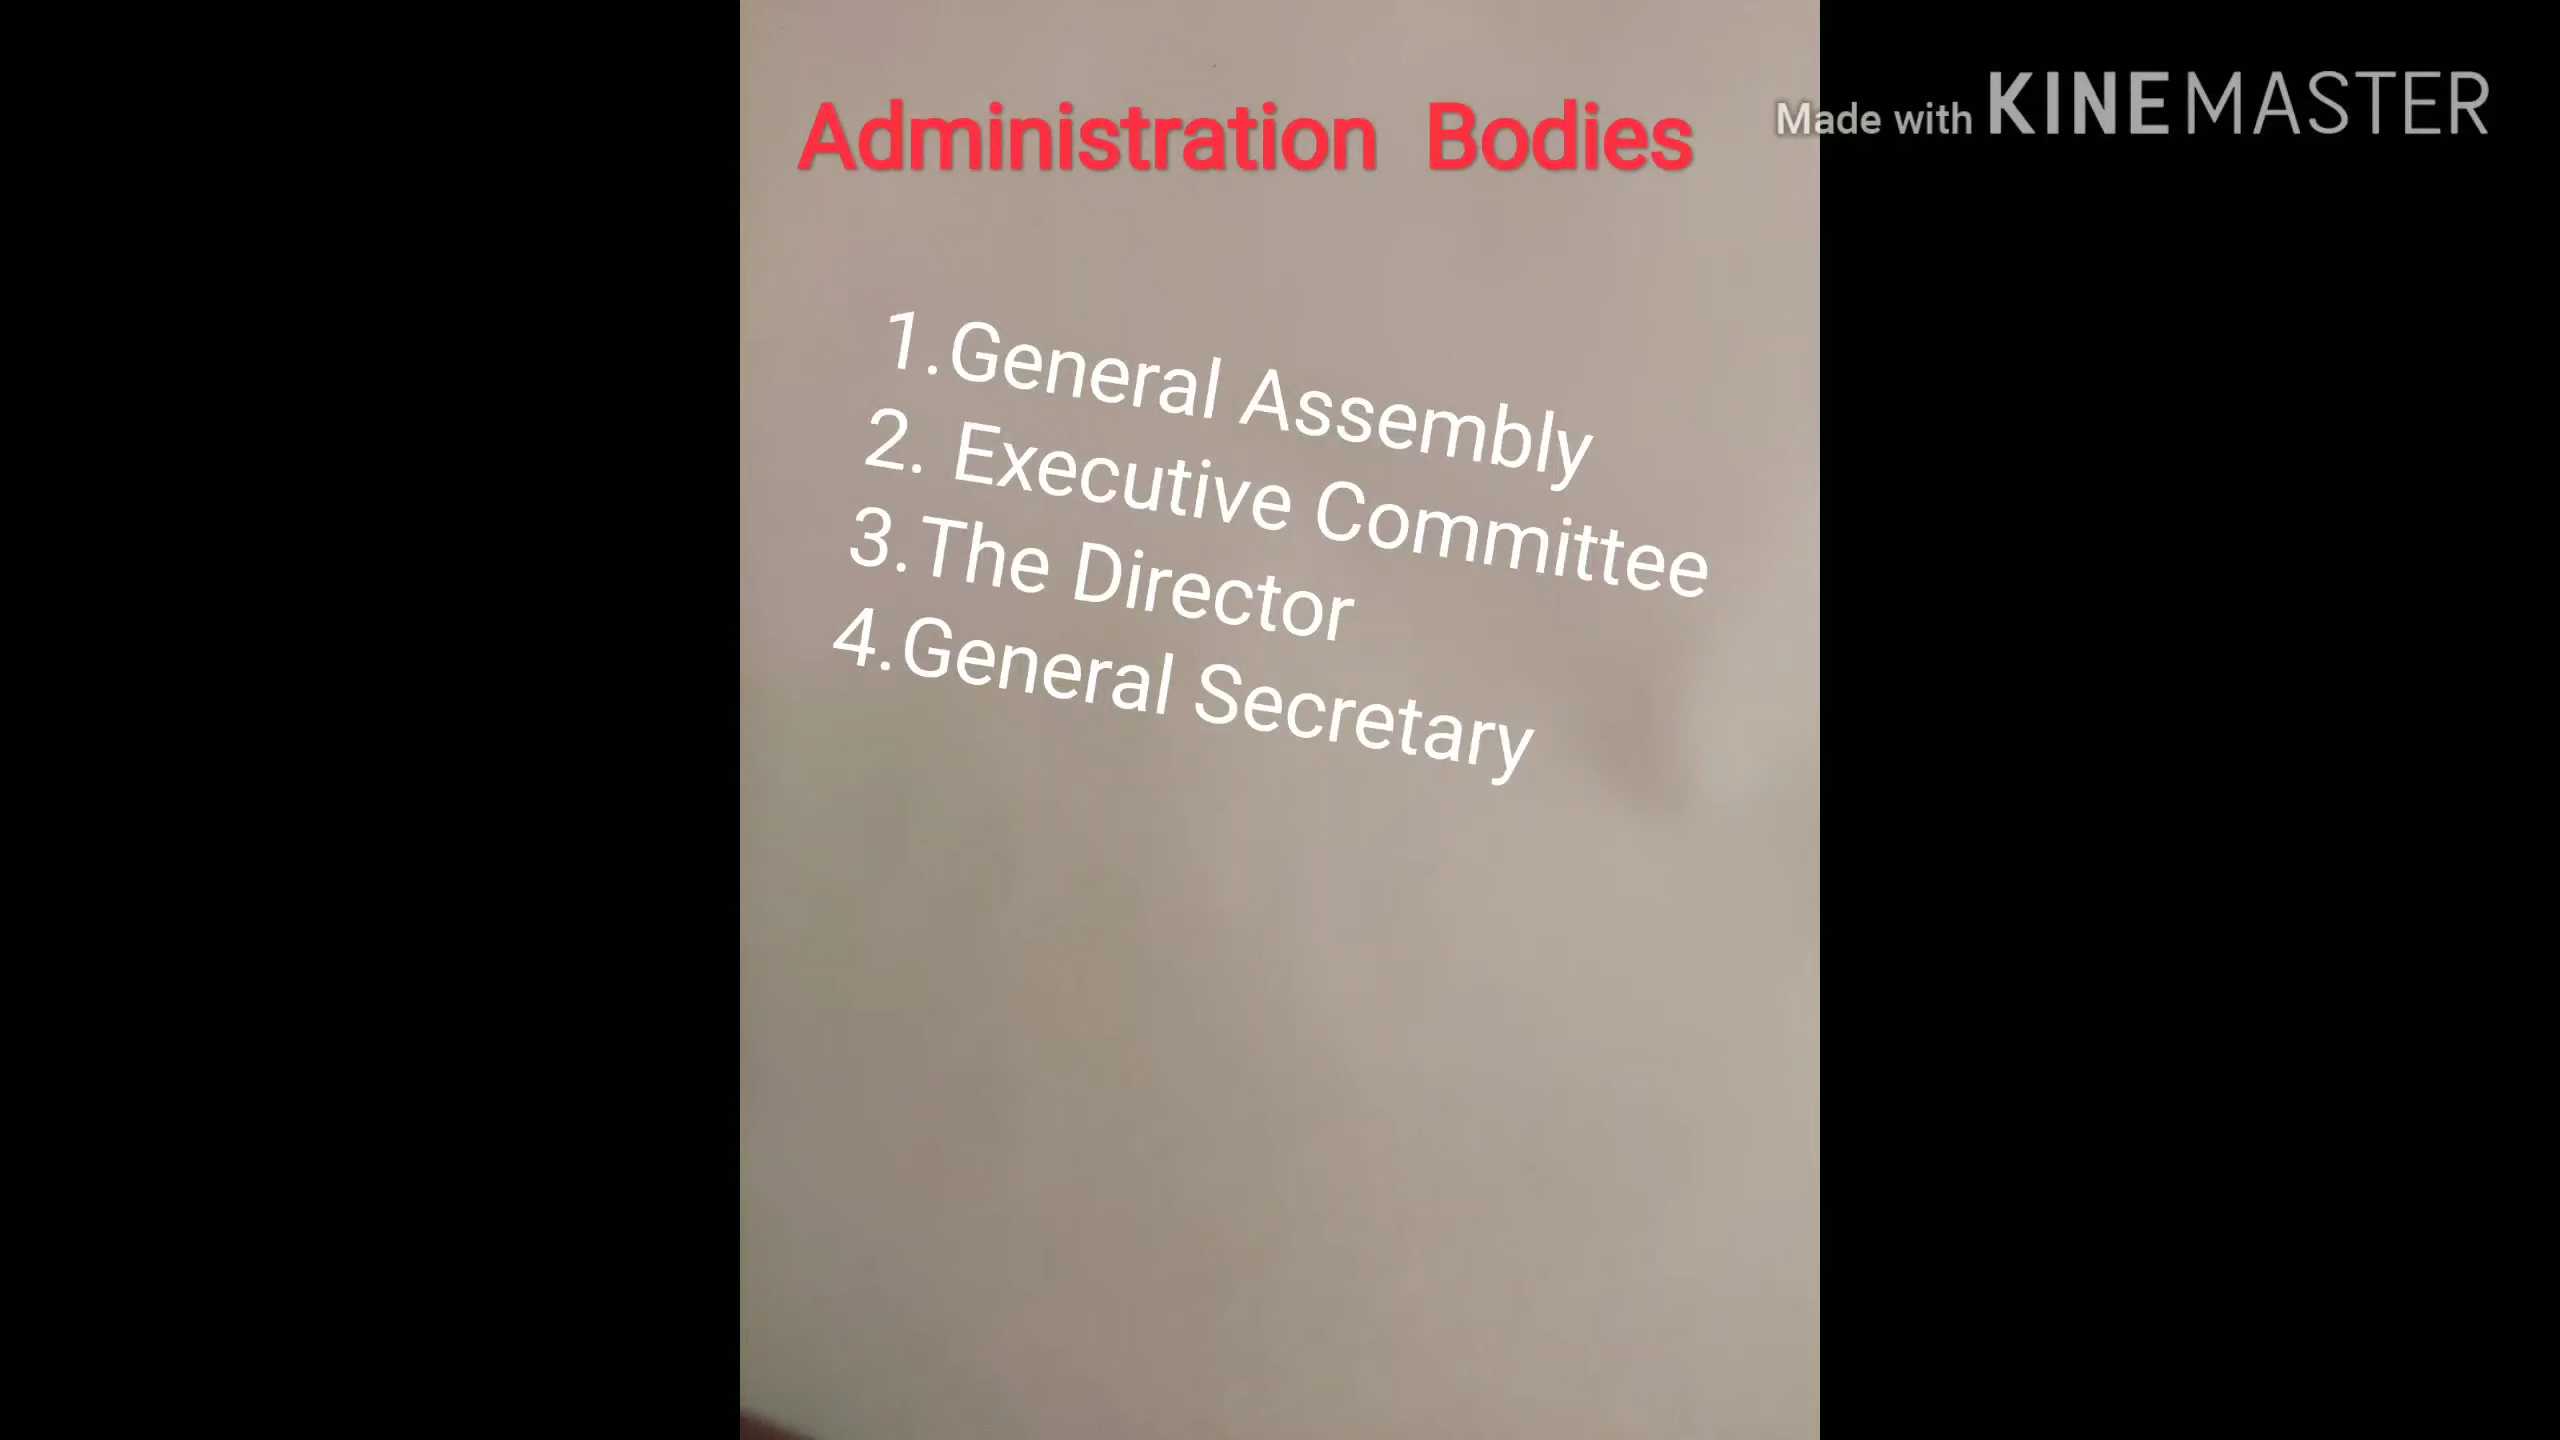 Administration Bodies
Made with KINEMASTER
1.General Assembly
2. Executive Committee
3.The Director
4.General Secretary